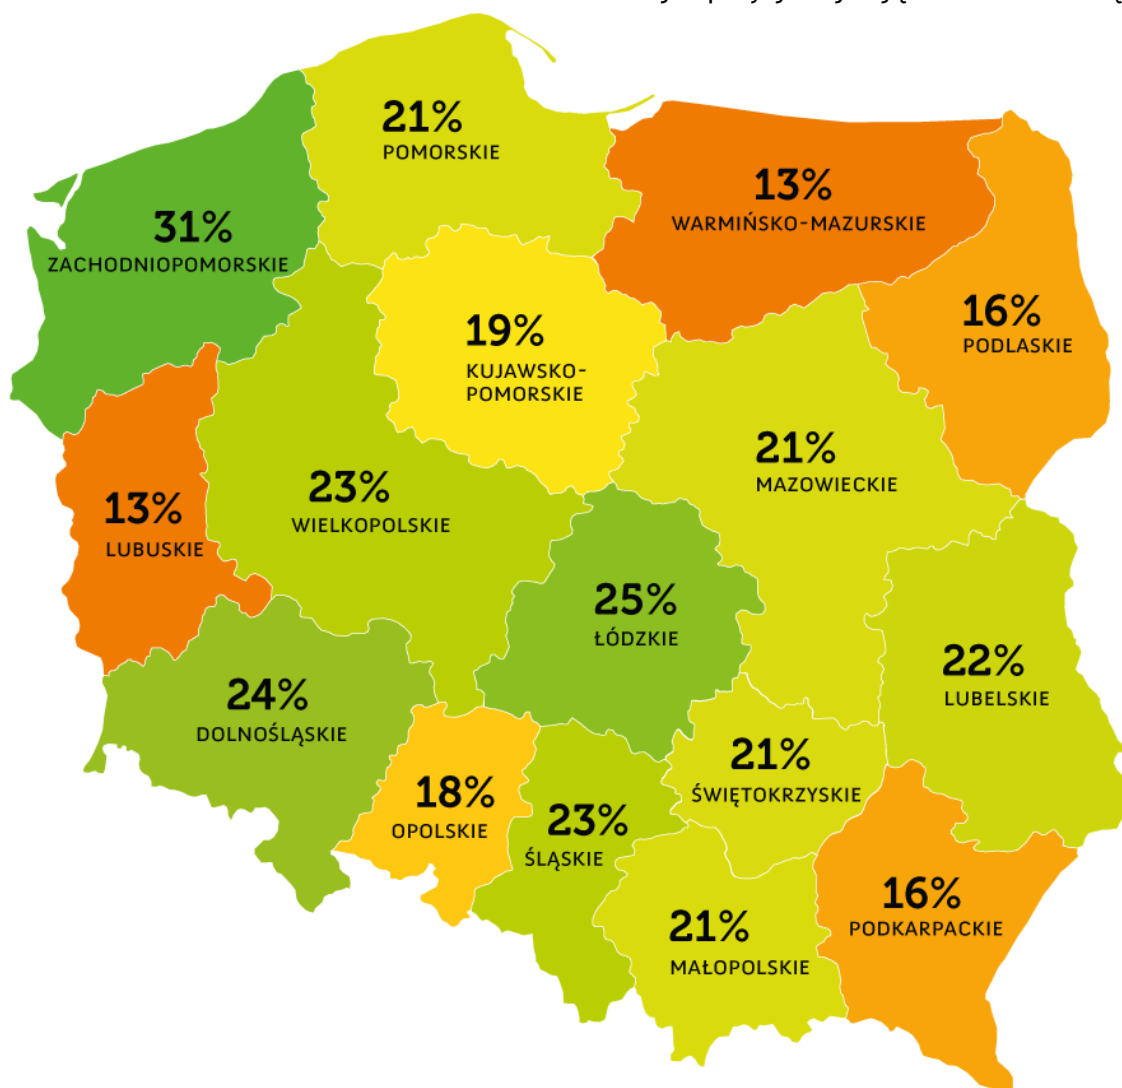 21%
POMORSKIE
13%
WARMIŃSKO-MAZURSKIE
31%
ZACHODNIOPOMORSKIE
16%
PODLASKIE
19%
KUJAWSKO-
POMORSKIE
21%
MAZOWIECKIE
23%
WIELKOPOLSKIE
13%
LUBUSKIE
25%
ŁÓDZKIE
22%
LUBELSKIE
24%
DOLNOŚLĄSKIE
21%
ŚWIĘTOKRZYSKIE
18%
OPOLSKIE
23%
ŚLĄSKIE
16%
PODKARPACKIE
21%
MAŁOPOLSKIE